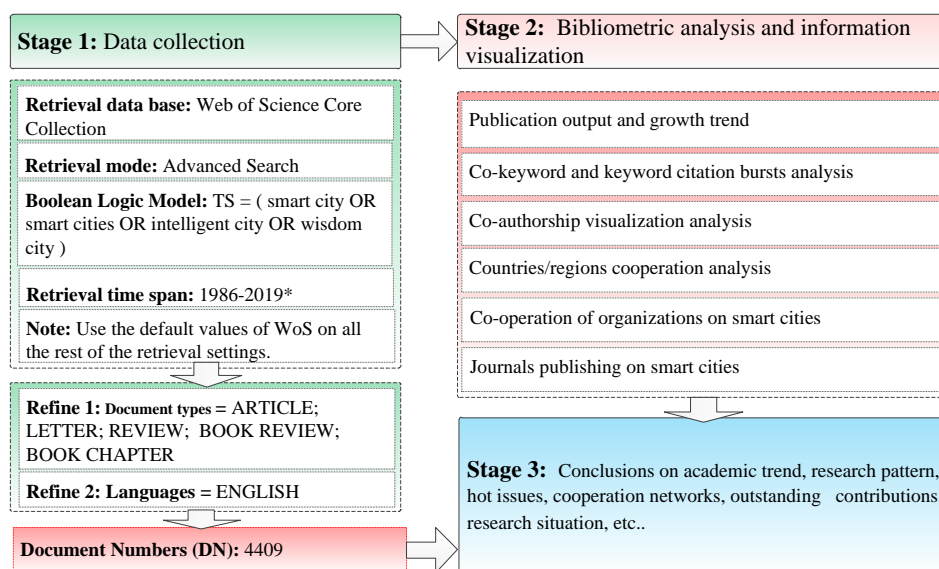 Stage 1: Data collection
Retrieval data base: Web of Science Core
Collection
Retrieval mode: Advanced Search
Boolean Logic Model: TS = ( smart city OR
smart cities OR intelligent city OR wisdom
city )
Retrieval time span: 1986-2019*
Note: Use the default values of WoS on all
the rest of the retrieval settings.
Refine 1: Document types = ARTICLE;
LETTER; REVIEW; BOOK REVIEW;
BOOK CHAPTER
Refine 2: Languages = ENGLISH
Document Numbers (DN): 4409
Stage 2: Bibliometric analysis and information
visualization
Publication output and growth trend
Co-keyword and keyword citation bursts analysis
Co-authorship visualization analysis
Countries/regions cooperation analysis
Co-operation of organizations on smart cities
Journals publishing on smart cities
Stage 3: Conclusions on academic trend, research pattern,
hot issues, cooperation networks, outstanding contributions
research situation, etc..